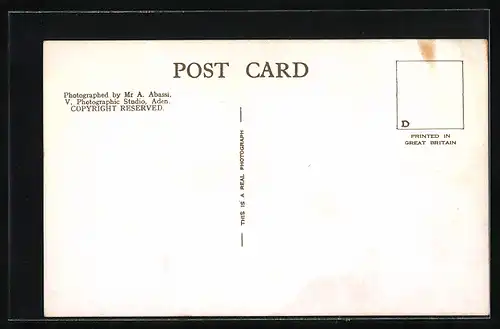 POST CARD
Photographed by Mr A. Abassi.
V. Photographic Studio, Aden.
COPYRIGHT RESERVED.
THIS IS A REAL PHOTOGRAPH
D
PRINTED IN
GREAT BRITAIN